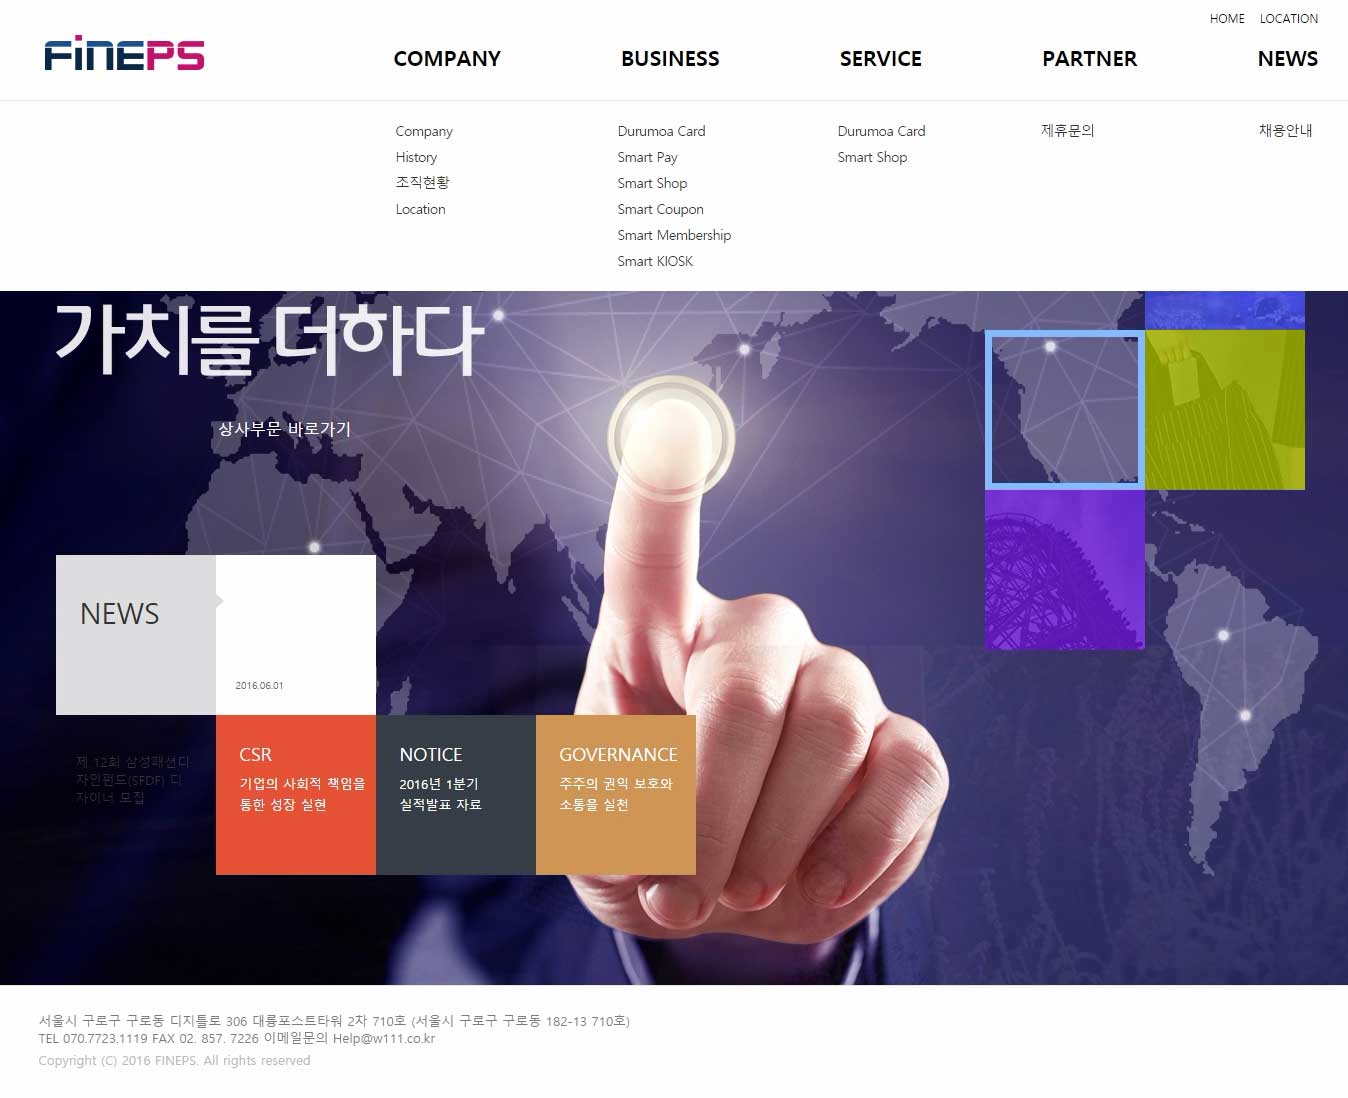 HOME LOCATION
FINEPS
COMPANY BUSINESS SERVICE PARTNER NEWS
Company
History
조직현황
Location
Durumoa Card
Smart Pay
Smart Shop
Smart Coupon
Smart Membership
Smart KIOSK
Durumoa Card
Smart Shop
제휴문의
채용안내
가치를 더하다
상사부문 바로가기
NEWS
2016.06.01
제 12회 삼성패션디
자인펀드(SFDF) 디
자이너 모집
CSR
기업의 사회적 책임을
통한 성장 실현
NOTICE
2016년 1분기
실적발표 자료
GOVERNANCE
주주의 권익 보호와
소통을 실천
서울시 구로구 구로동 디지틀로 306 대륭포스트타워 2차 710호 (서울시 구로구 구로동 182-13 710호)
TEL 070.7723.1119 FAX 02. 857. 7226 이메일문의 Help@w111.co.kr
Copyright (C) 2016 FINEPS. All rights reserved